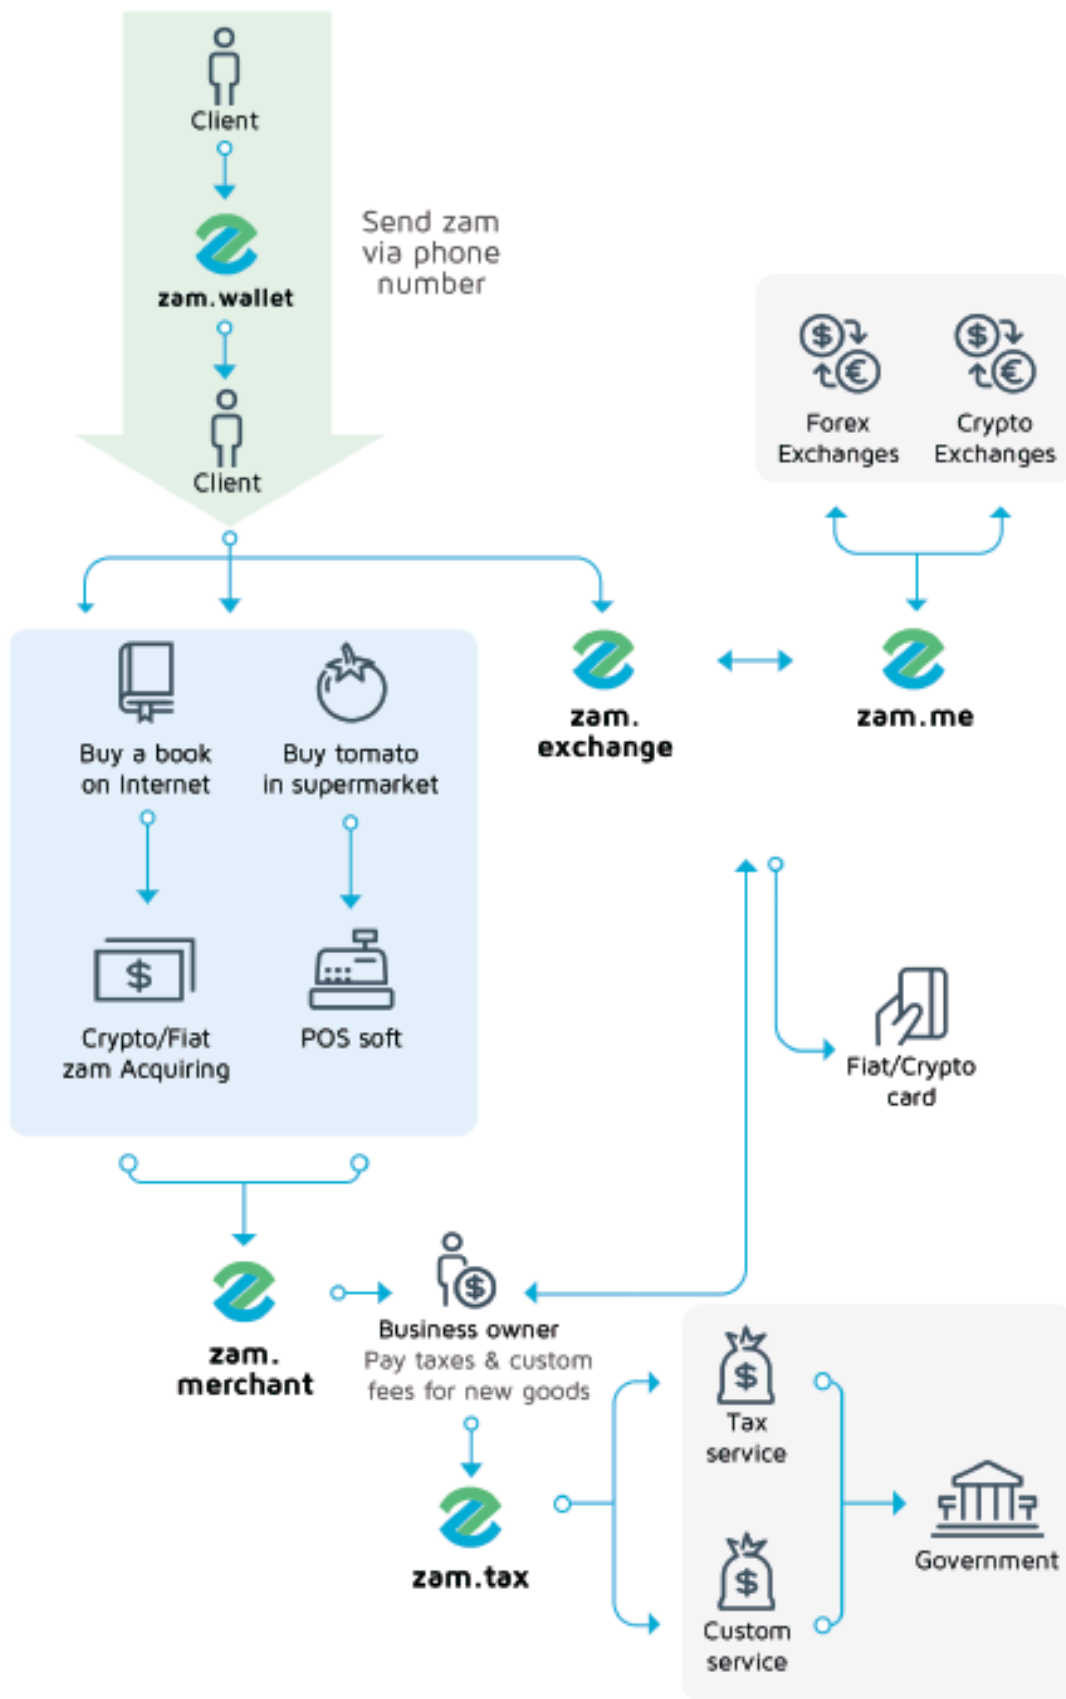 Client
Send zam
via phone
number
zam.wallet
Client
Forex
Exchanges
Crypto
Exchanges
Buy a book
on Internet
Buy tomato
in supermarket
zam.
exchange
zam.me
Crypto/Fiat
zam Acquiring
POS soft
Fiat/Crypto
card
zam.
merchant
Business owner
Pay taxes & custom
fees for new goods
Tax
service
zam.tax
Custom
service
Government